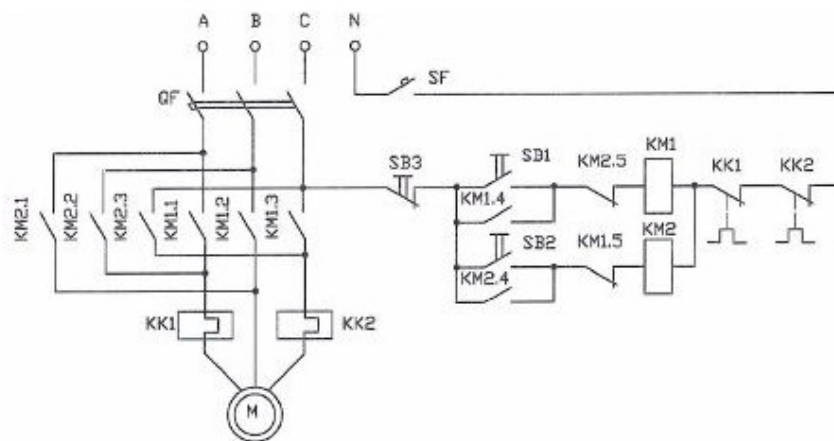 A B C N
QF
SF
SB3
SB1
KM2.5
KM1
KK1
KK2
KM1.4
KM2.1
KM2.2
KM2.3
KM1.1
KM1.2
KM1.3
SB2
KM1.5
KM2
KM2.4
KK1
KK2
M